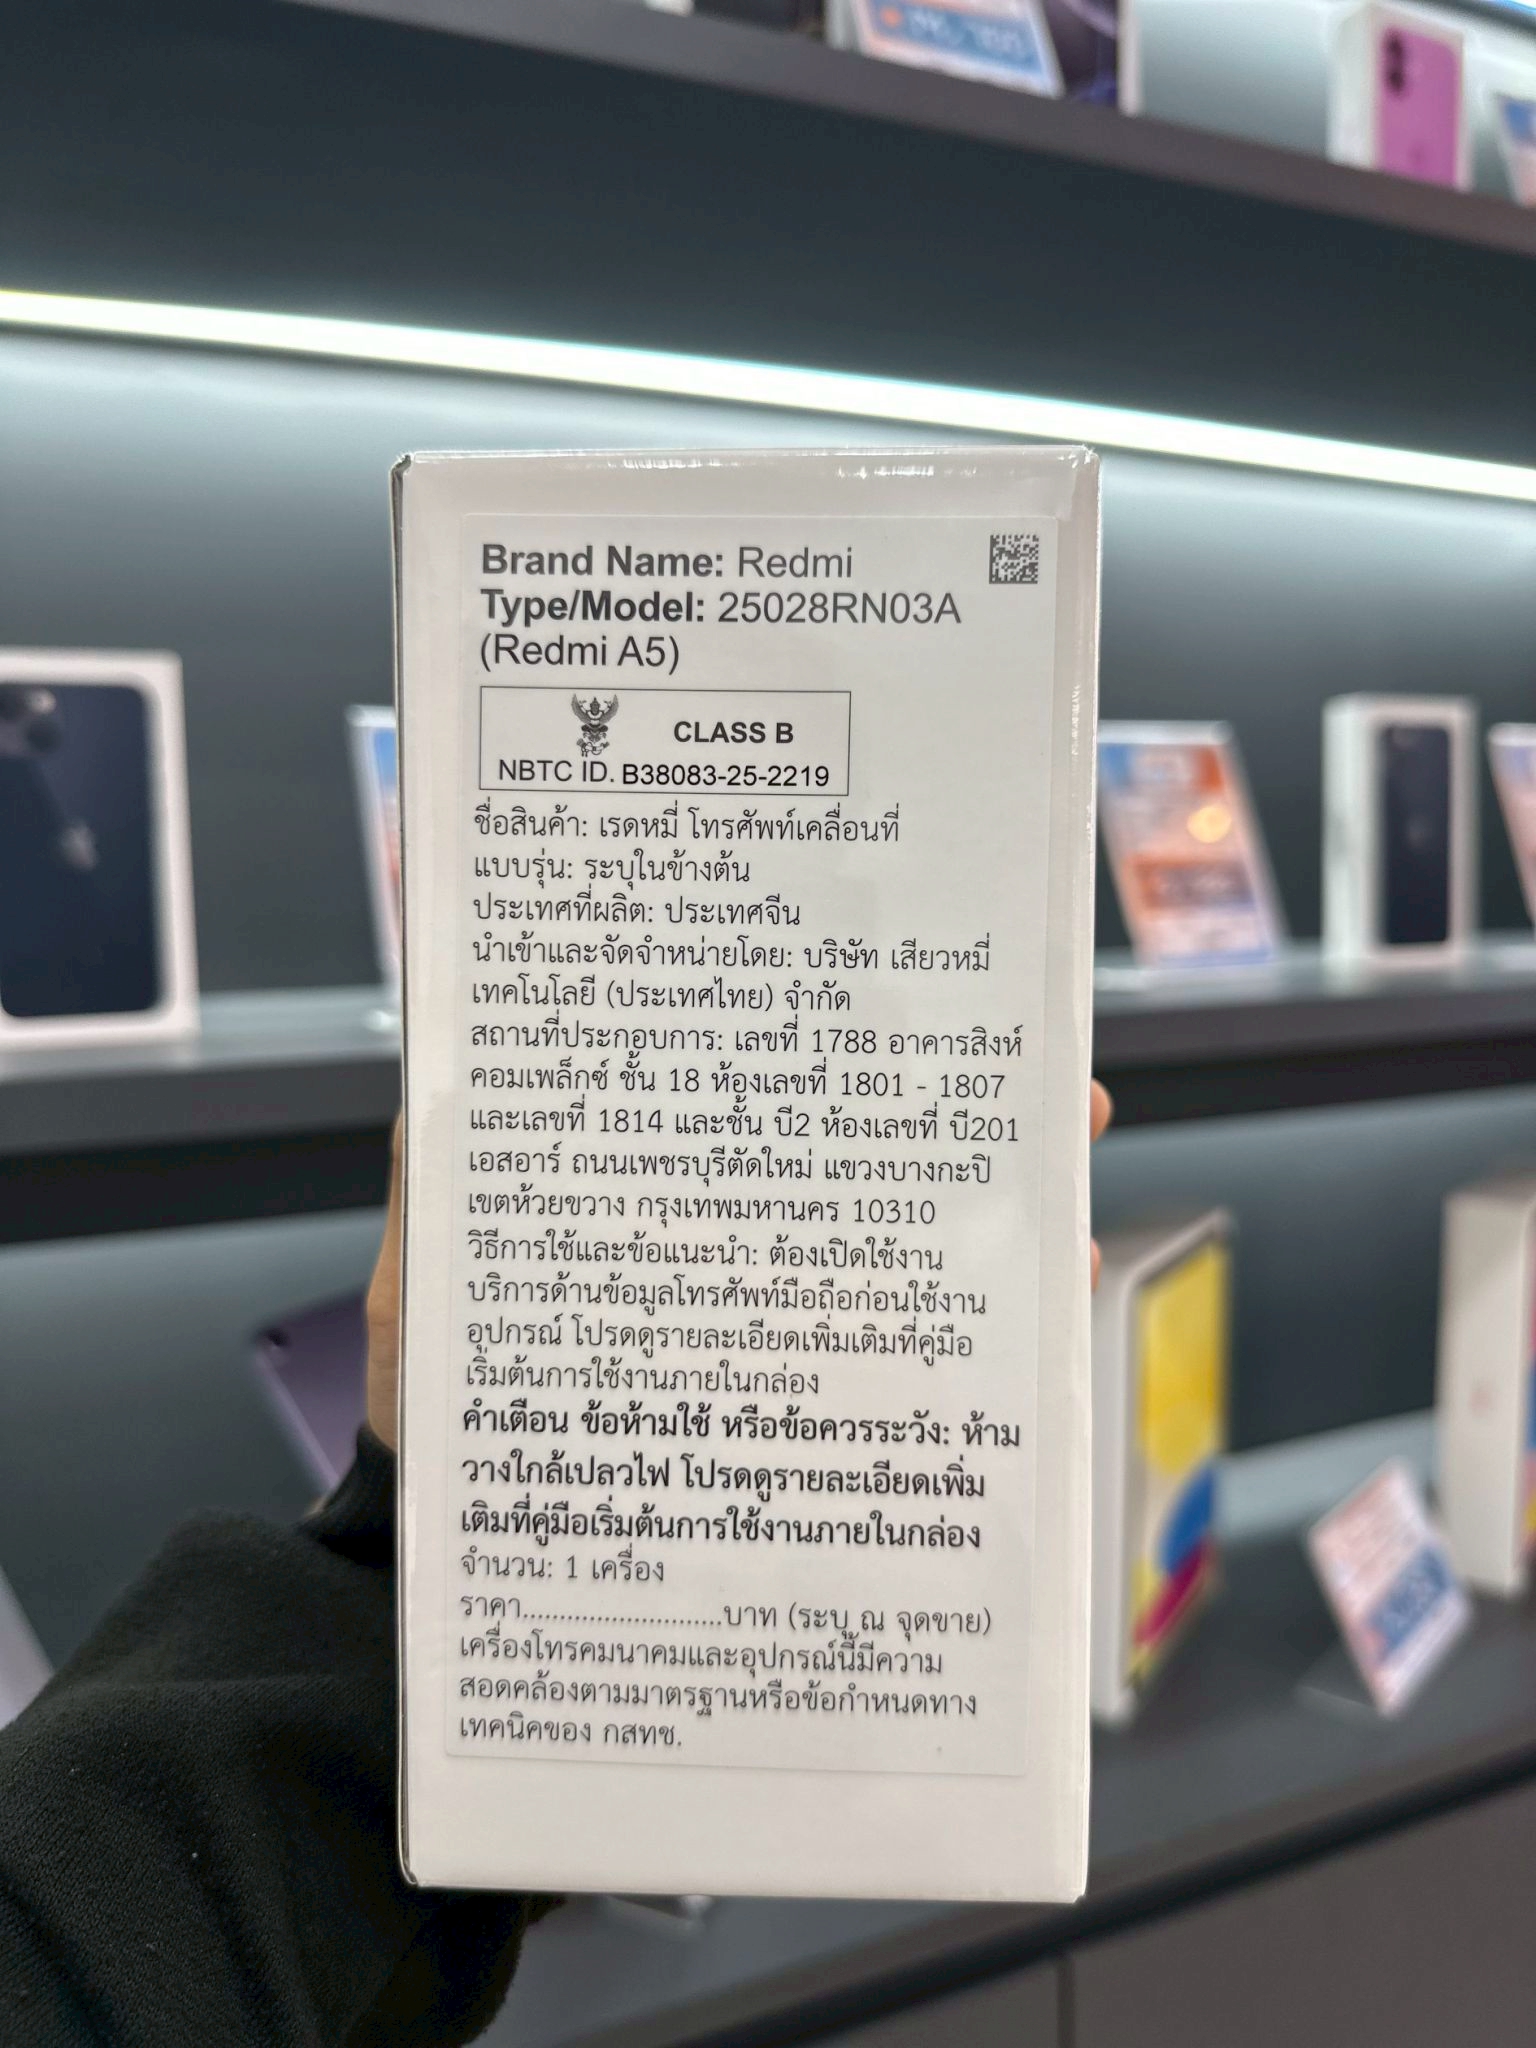 Brand Name: Redmi
Type/Model: 25028RN03A
(Redmi A5)
CLASS B
NBTC ID. B38083-25-2219
ชื่อสินค้า: เรดหมี่ โทรศัพท์เคลื่อนที่
แบบรุ่น: ระบุในข้างต้น
ประเทศที่ผลิต: ประเทศจีน
นำเข้าและจัดจำหน่ายโดย: บริษัท เสียวหมี่
เทคโนโลยี (ประเทศไทย) จำกัด
สถานที่ประกอบการ: เลขที่ 1788 อาคารสิงห์
คอมเพล็กซ์ ชั้น 18 ห้องเลขที่ 1801 - 1807
และเลขที่ 1814 และชั้น บี2 ห้องเลขที่ บี201
เอสอาร์ ถนนเพชรบุรีตัดใหม่ แขวงบางกะปิ
เขตห้วยขวาง กรุงเทพมหานคร 10310
วิธีการใช้และข้อแนะนำ: ต้องเปิดใช้งาน
บริการด้านข้อมูลโทรศัพท์มือถือก่อนใช้งาน
อุปกรณ์ โปรดดูรายละเอียดเพิ่มเติมที่คู่มือ
เริ่มต้นการใช้งานภายในกล่อง
คำเตือน ข้อห้ามใช้ หรือข้อควรระวัง: ห้าม
วางใกล้เปลวไฟ โปรดดูรายละเอียดเพิ่ม
เติมที่คู่มือเริ่มต้นการใช้งานภายในกล่อง
จำนวน: 1 เครื่อง
ราคา...........................บาท (ระบุ ณ จุดขาย)
เครื่องโทรคมนาคมและอุปกรณ์นี้มีความ
สอดคล้องตามมาตรฐานหรือข้อกำหนดทาง
เทคนิคของ กสทช.